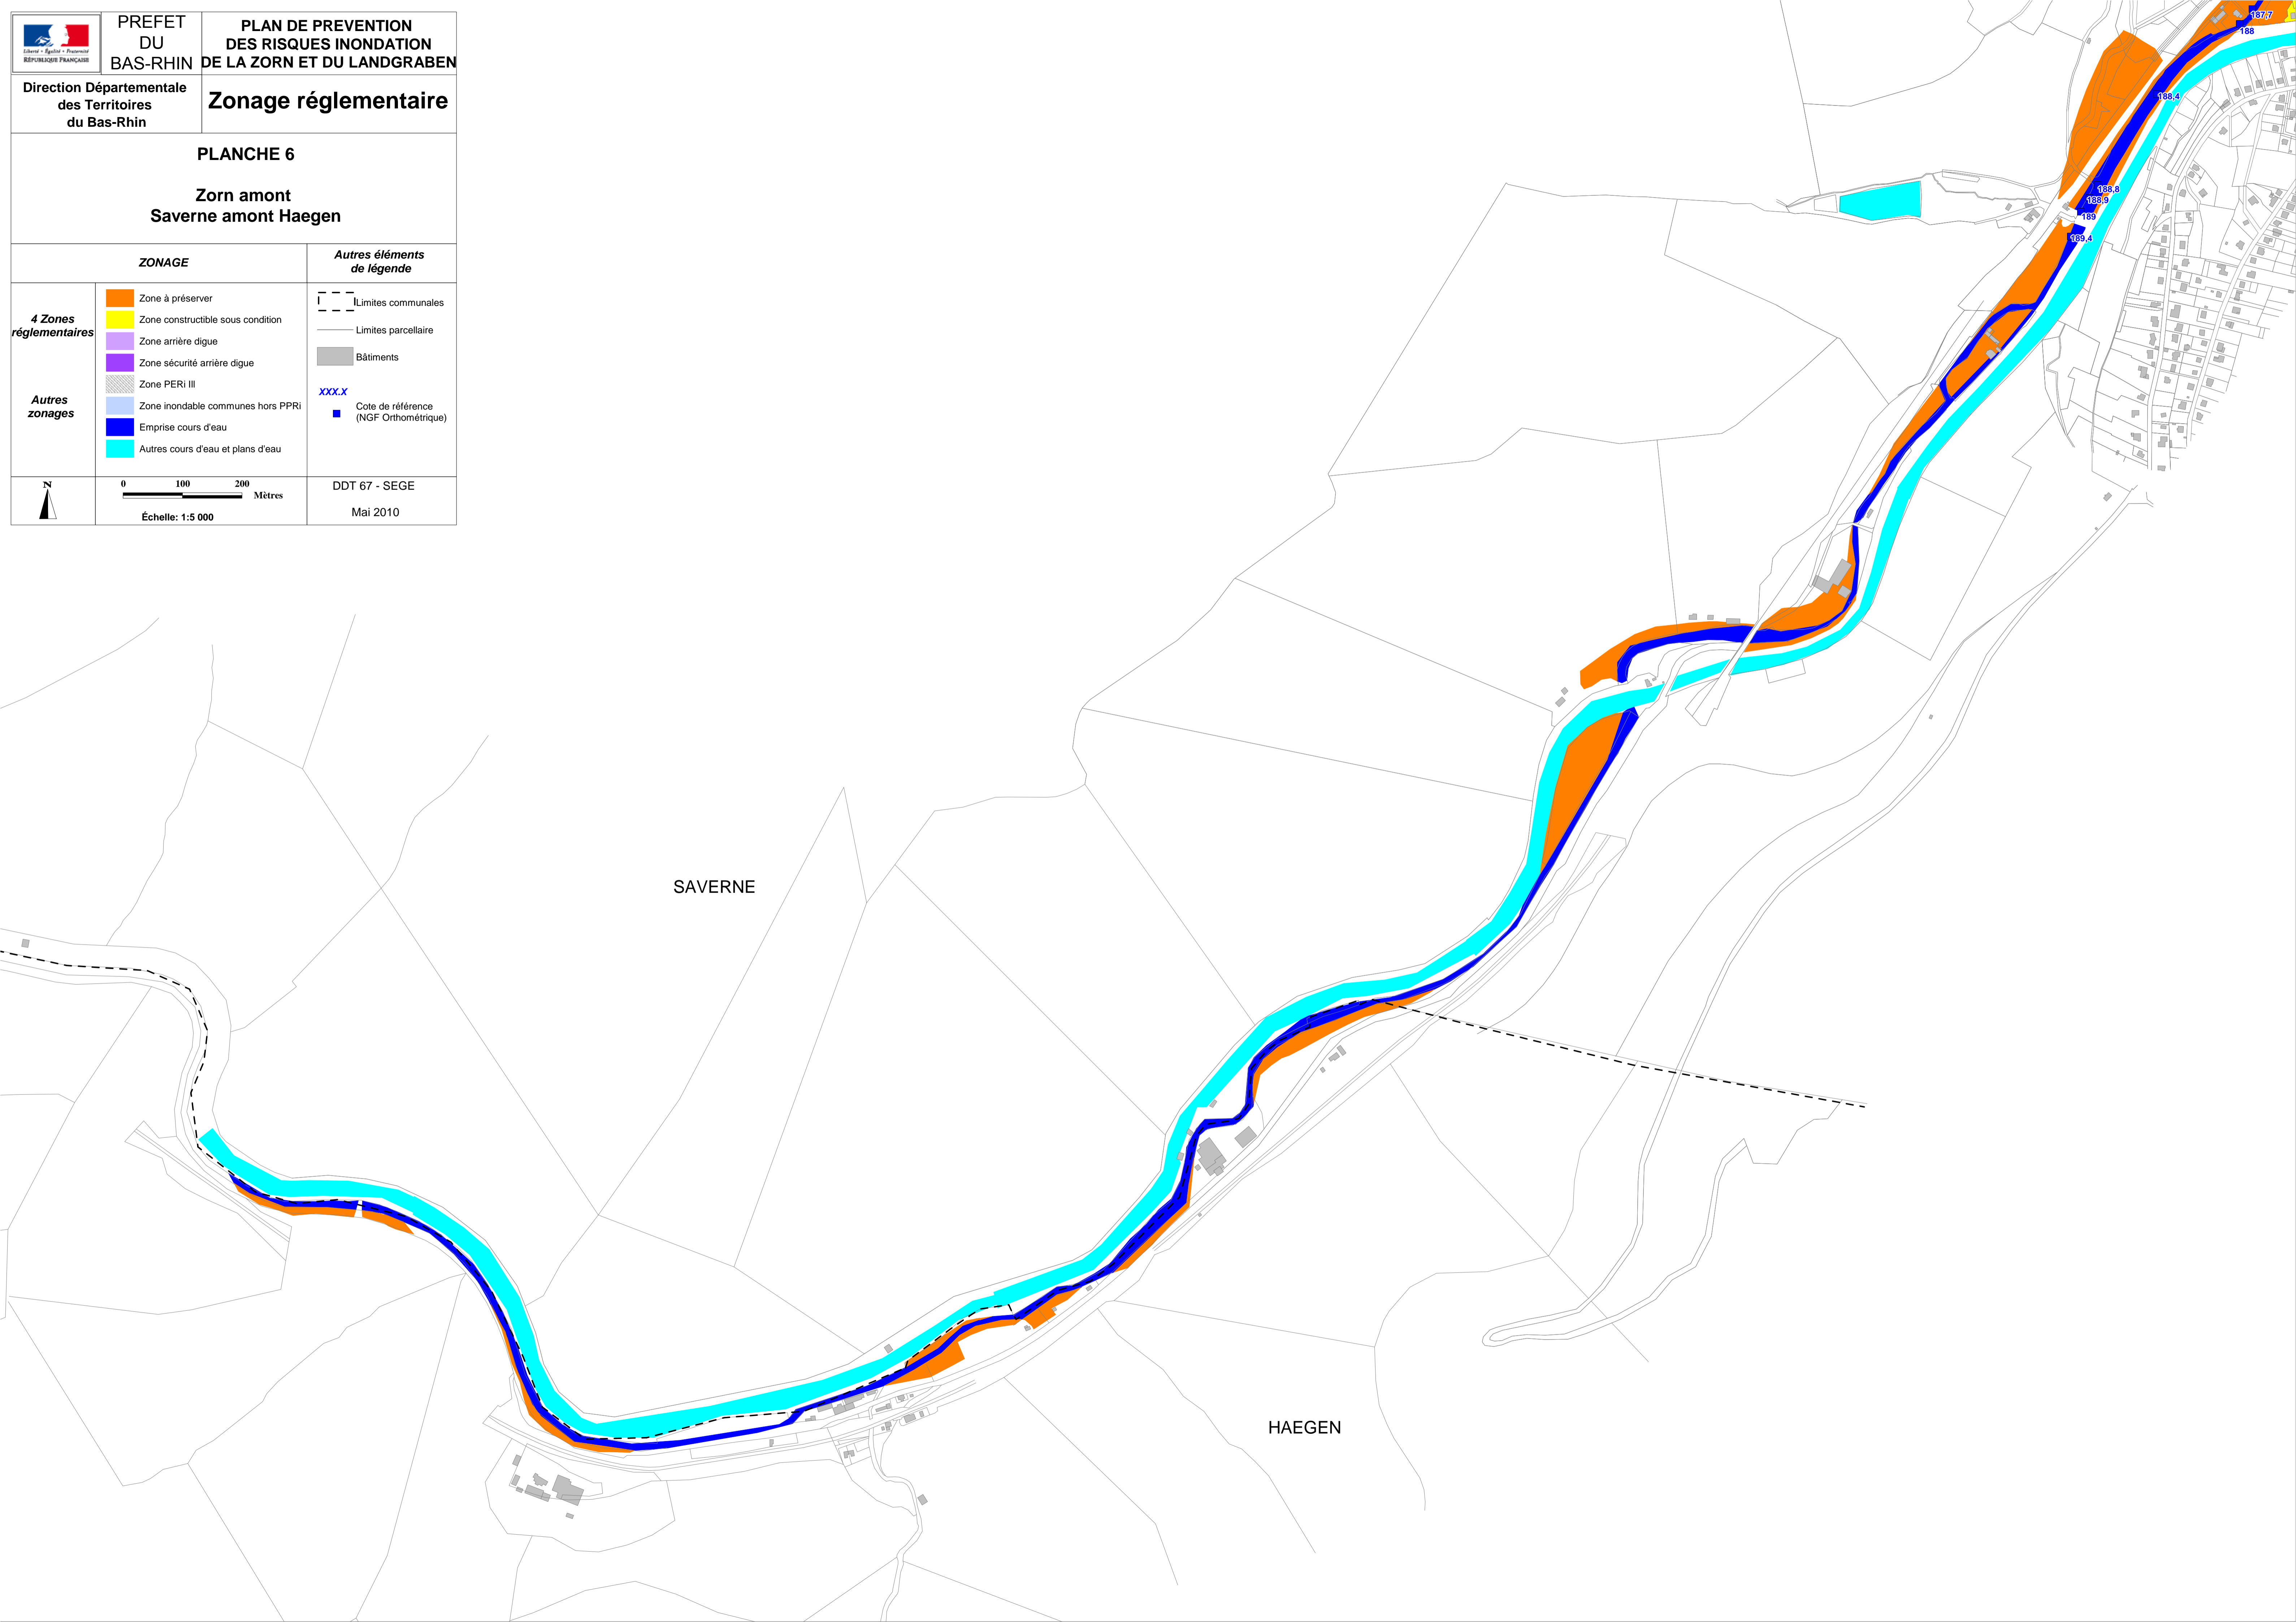 Liberté • Égalité • Fraternité
RÉPUBLIQUE FRANÇAISE
PREFET
DU
BAS-RHIN
PLAN DE PREVENTION
DES RISQUES INONDATION
DE LA ZORN ET DU LANDGRABEN
Direction Départementale
des Territoires
du Bas-Rhin
Zonage réglementaire
PLANCHE 6
Zorn amont
Saverne amont Haegen
ZONAGE
Autres éléments
de légende
4 Zones
réglementaires
Autres
zonages
Zone à préserver
Zone constructible sous condition
Zone arrière digue
Zone sécurité arrière digue
Zone PERi Ill
Zone inondable communes hors PPRi
Emprise cours d'eau
Autres cours d'eau et plans d'eau
Limites communales
Limites parcellaire
Bâtiments
XXX.X
Cote de référence
(NGF Orthométrique)
N
0 100 200
Mètres
Échelle: 1:5 000
DDT 67 - SEGE
Mai 2010
187,7
188
188,4
188,8
188,9
189
189,4
SAVERNE
HAEGEN